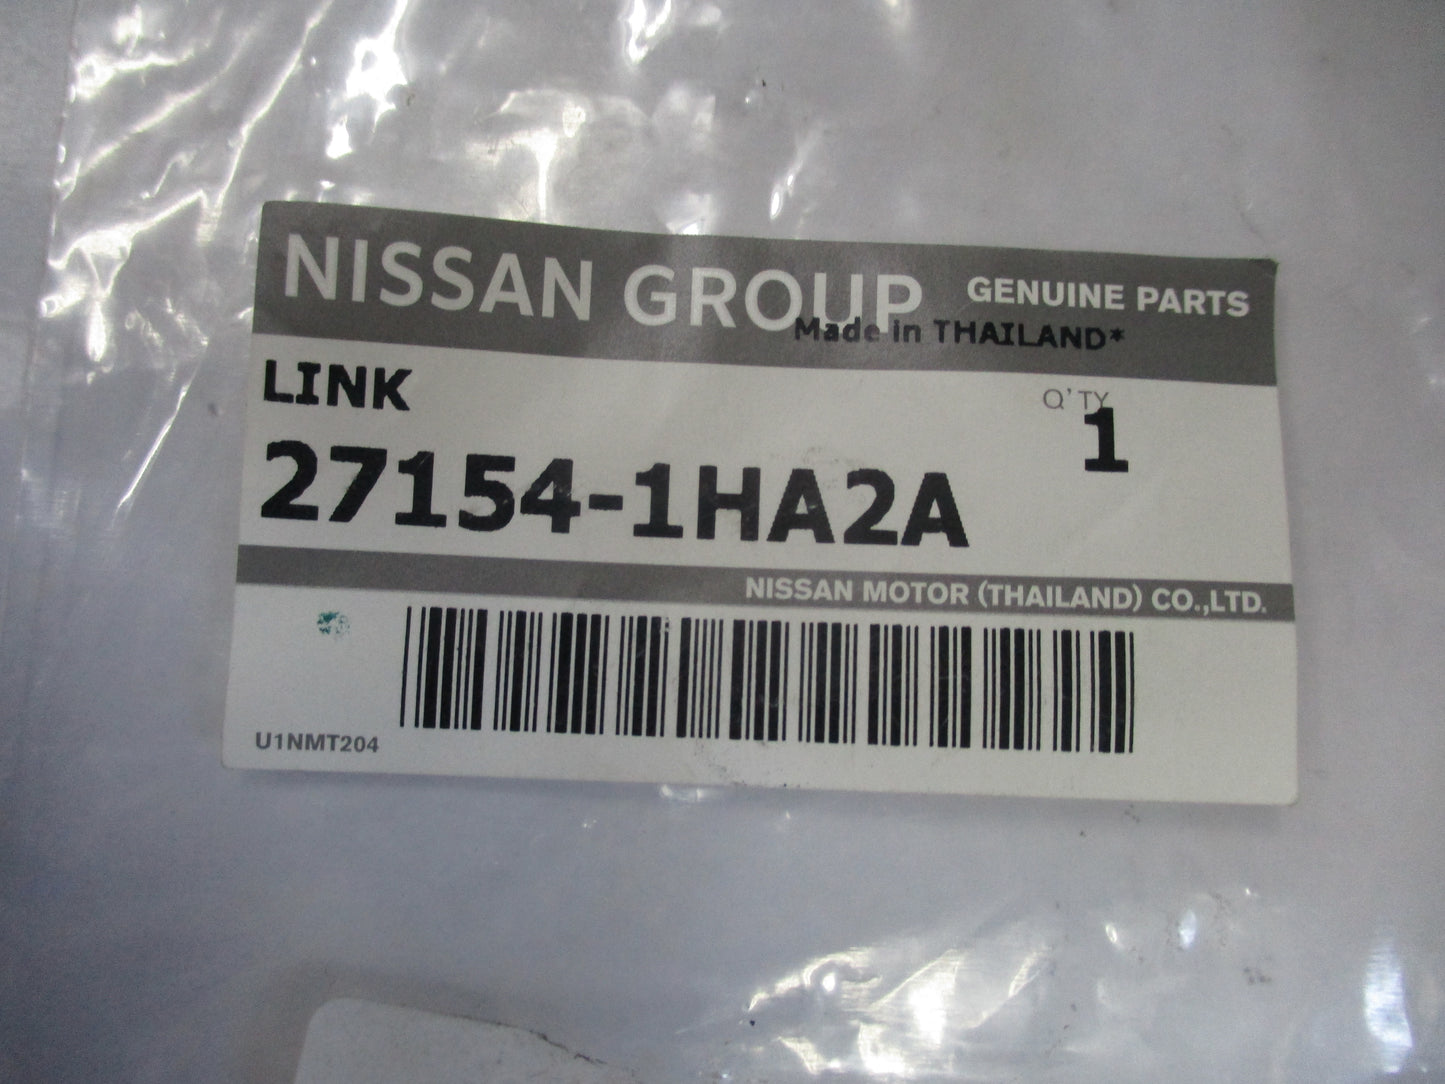 NISSAN GROUP GENUINE PARTS
Made in THAILAND*
LINK
Q'TY
1
27154-1HA2A
NISSAN MOTOR (THAILAND) CO.,LTD.
U1NMT204